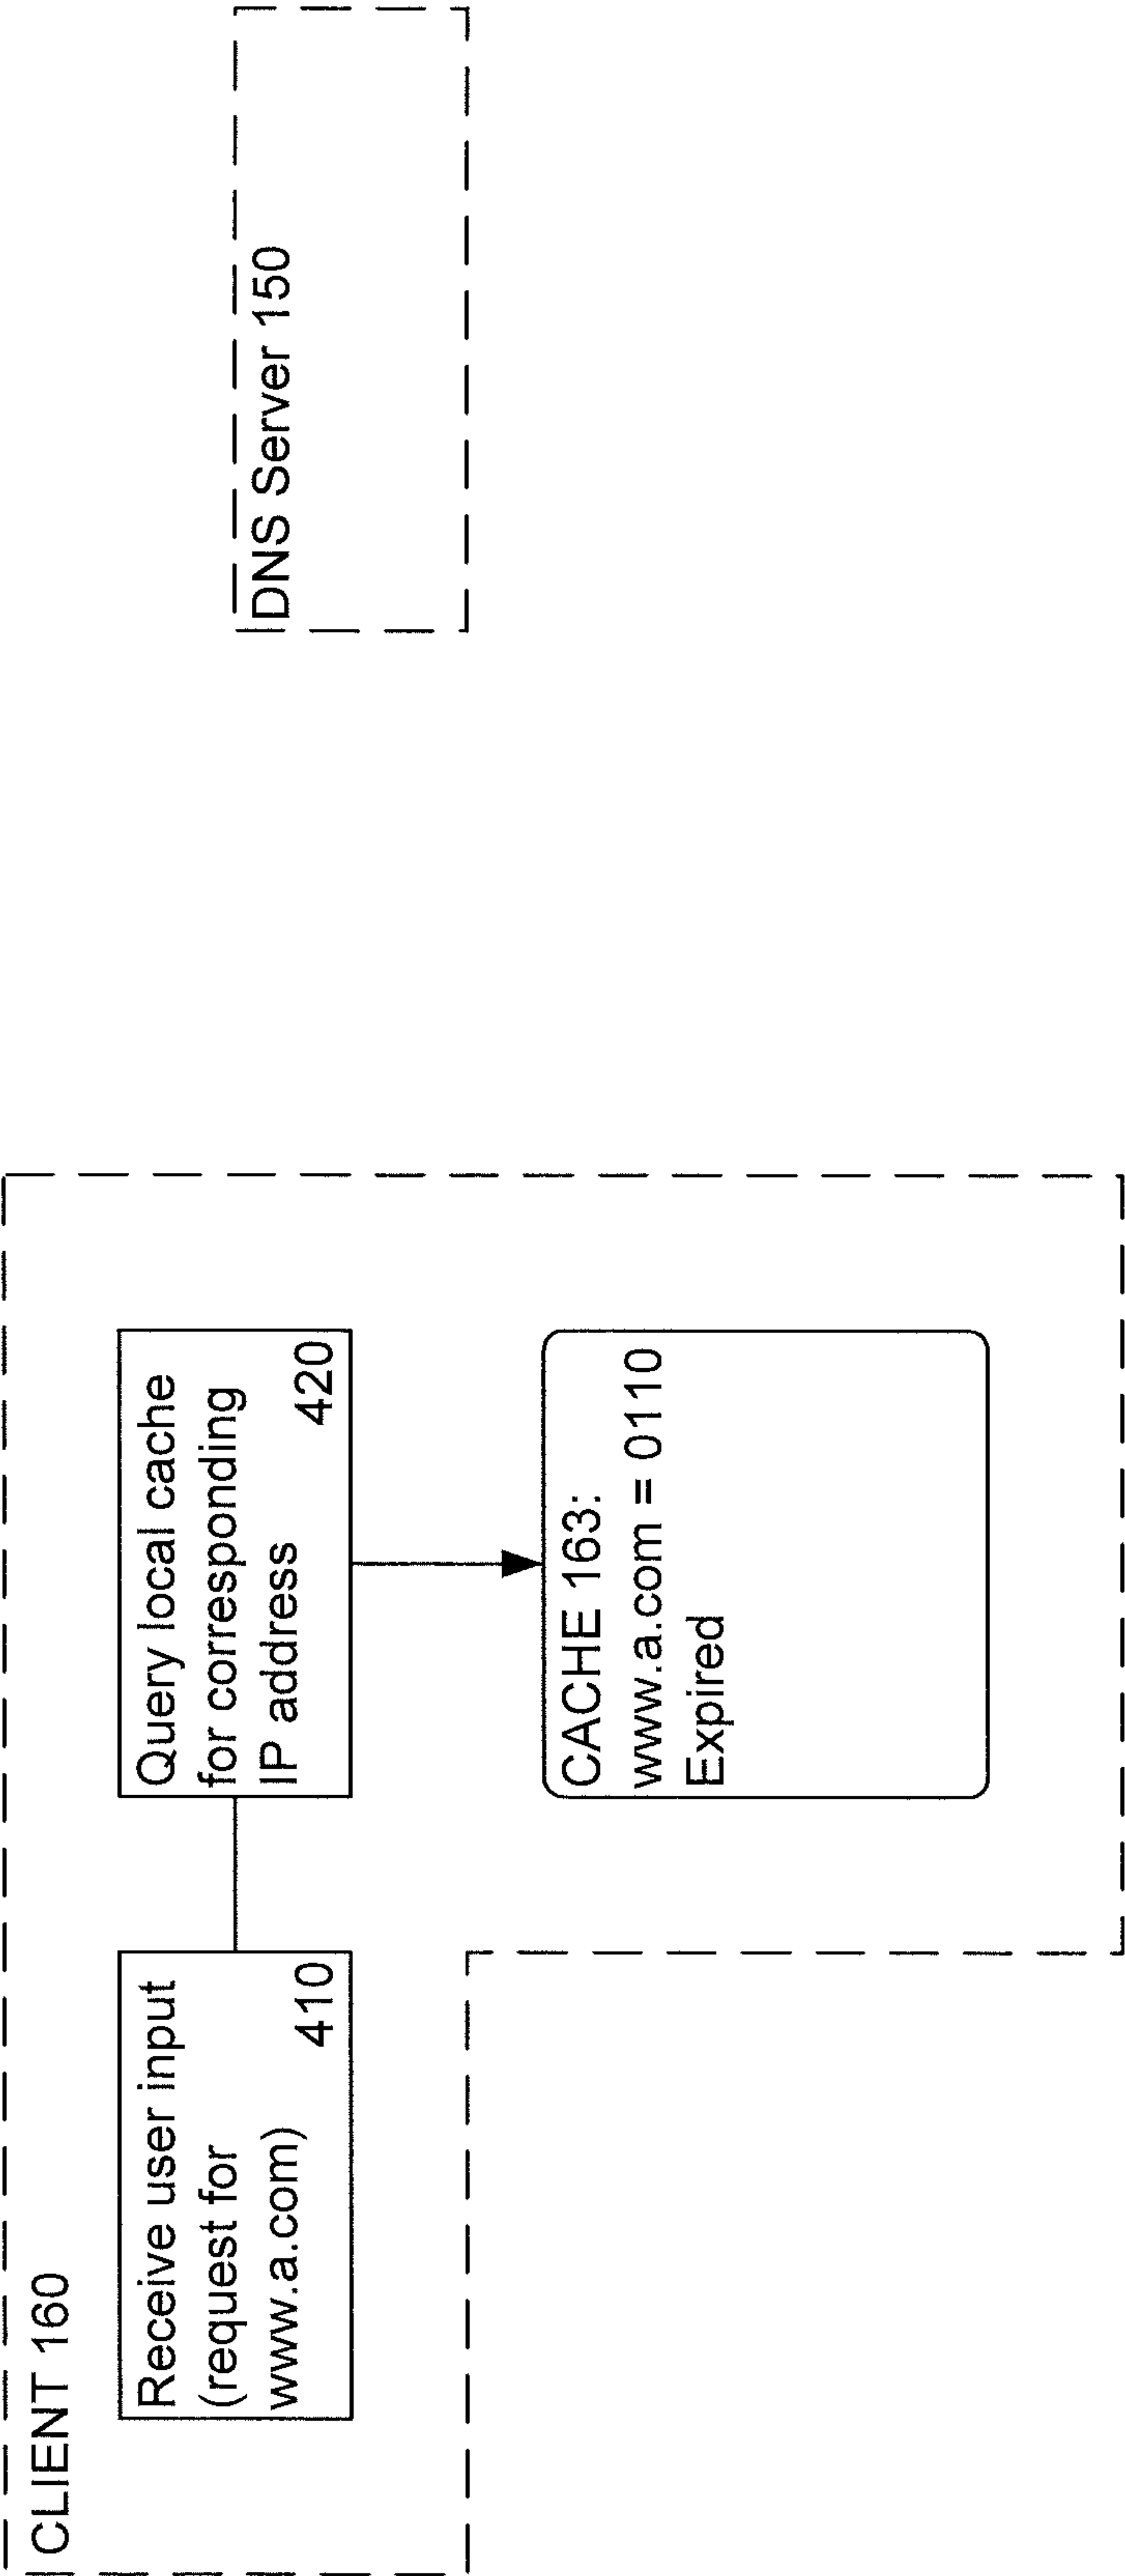 CLIENT 160
Receive user input
(request for
www.a.com)
410
Query local cache
for corresponding
IP address
420
CACHE 163:
www.a.com = 0110
Expired
DNS Server 150